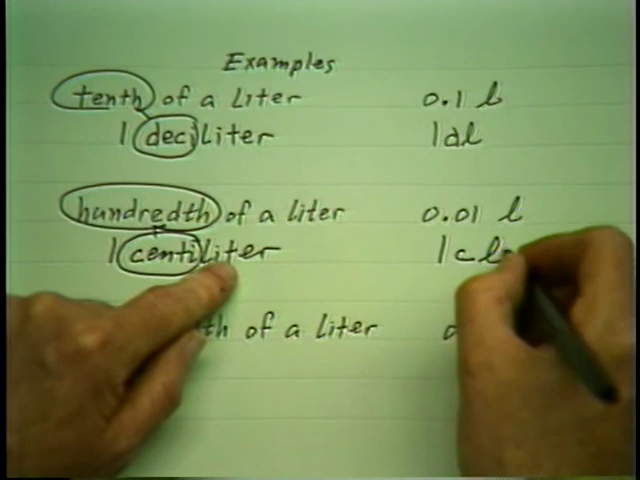 Examples
tenth of a Liter 0.1 l
1 deciLiter 1dl
hundredth of a liter 0.01 l
1 centiliter 1cl
of a liter